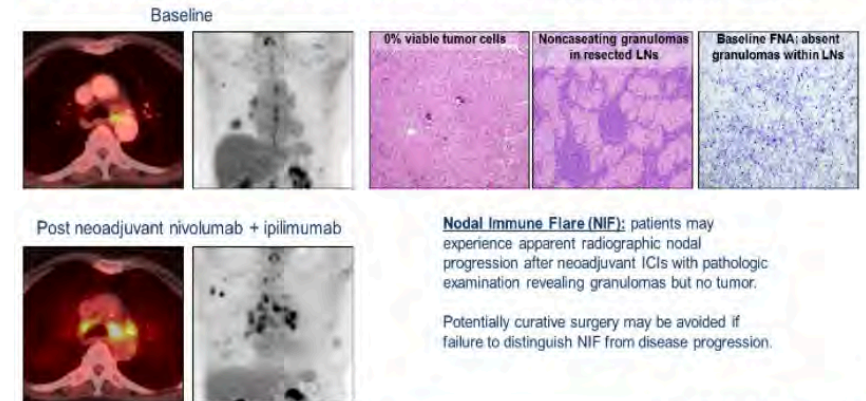 Baseline
0% viable tumor cells
Noncaseating granulomas
in resected LNs
Baseline FNA: absent
granulomas within LNs
Post neoadjuvant nivolumab + ipilimumab
Nodal Immune Flare (NIF): patients may
experience apparent radiographic nodal
progression after neoadjuvant ICIs with pathologic
examination revealing granulomas but no tumor.
Potentially curative surgery may be avoided if
failure to distinguish NIF from disease progression.